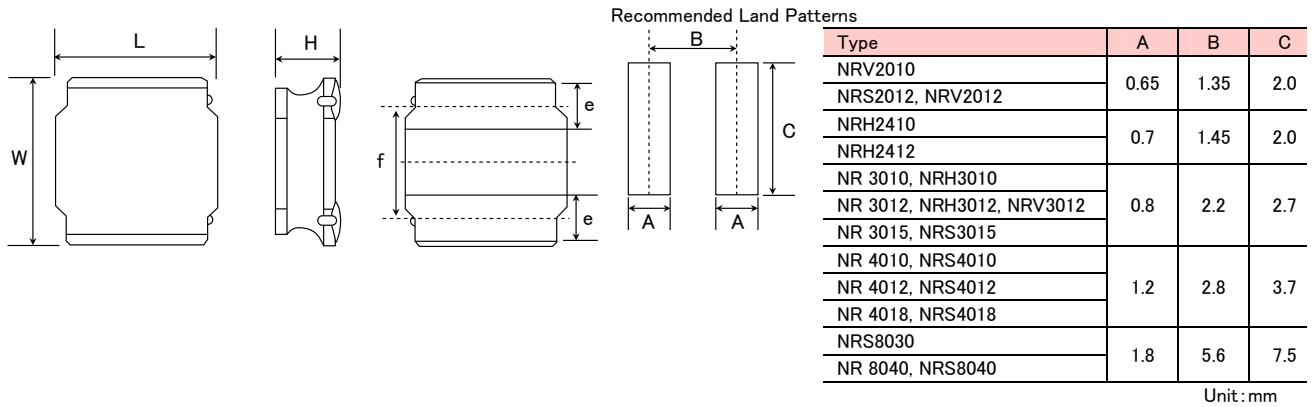 Recommended Land Patterns
L
H
W
f
e
e
B
C
A
A
Type A B C
NRV2010
0.65 1.35 2.0
NRS2012, NRV2012
NRH2410
0.7 1.45 2.0
NRH2412
NR 3010, NRH3010
NR 3012, NRH3012, NRV3012
0.8 2.2 2.7
NR 3015, NRS3015
NR 4010, NRS4010
NR 4012, NRS4012
1.2 2.8 3.7
NR 4018, NRS4018
NRS8030
1.8 5.6 7.5
NR 8040, NRS8040
Unit:mm